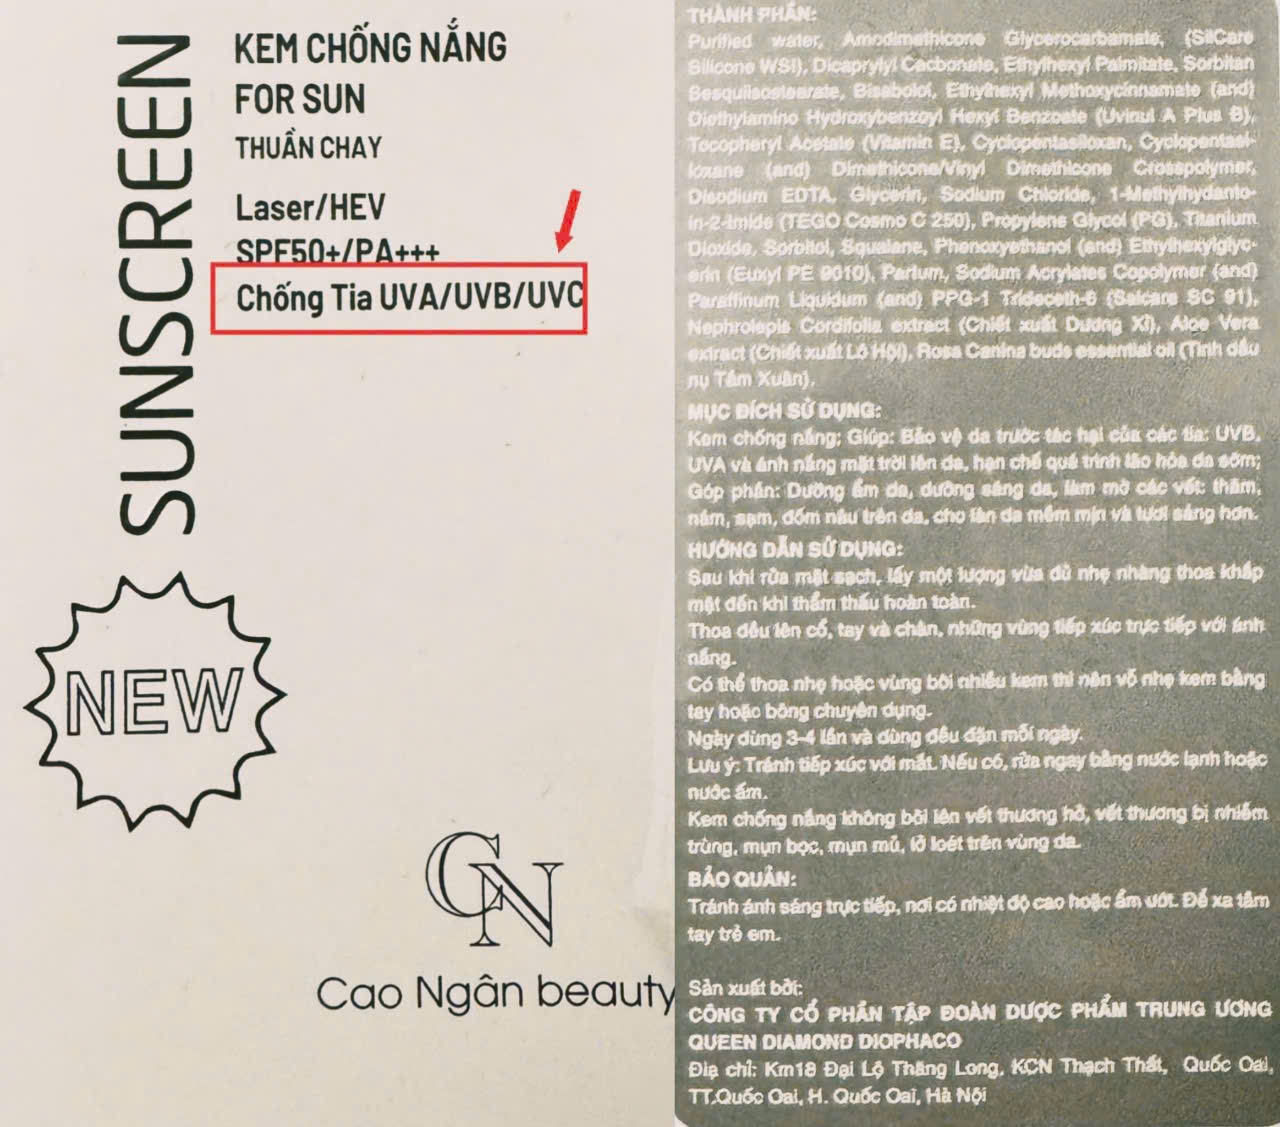 SUNSCREEN
KEM CHỐNG NẮNG
FOR SUN
THUẦN CHAY
Laser/HEV
SPF50+/PA+++
Chống Tia UVA/UVB/UVC
NEW
CN
Cao Ngân beauty
THÀNH PHẦN:
Purified water, Amodimethicone Glycerocarbamate, (SilCare
Silicone WSI), Dicaprylyl Cacbonate, Ethylhexyl Palmitate, Sorbitan
Sesquiisostearate, Bisabolol, Ethylhexyl Methoxycinnamate (and)
Diethylamino Hydroxybenzoyl Hexyl Benzoate (Uvinul A Plus B),
Tocopheryl Acetate (Vitamin E), Cyclopentasiloxan, Cyclopentasi-
loxane (and) Dimethicone/Vinyl Dimethicone Crosspolymer,
Disodium EDTA, Glycerin, Sodium Chloride, 1-Methylhydanto-
in-2-Imide (TEGO Cosmo C 250), Propylene Glycol (PG), Titanium
Dioxide, Sorbitol, Squalane, Phenoxyethanol (and) Ethylhexylglyc-
erin (Euxyl PE 9010), Parfum, Sodium Acrylates Copolymer (and)
Paraffinum Liquidum (and) PPG-1 Trideceth-6 (Salcare SC 91),
Nephrolepis Cordifolia extract (Chiết xuất Dương Xỉ), Aloe Vera
extract (Chiết xuất Lô Hội), Rosa Canina buds essential oil (Tinh dầu
nụ Tầm Xuân).
MỤC ĐÍCH SỬ DỤNG:
Kem chống nắng; Giúp: Bảo vệ da trước tác hại của các tia: UVB,
UVA và ánh nắng mặt trời lên da, hạn chế quá trình lão hóa da sớm;
Góp phần: Dưỡng ẩm da, dưỡng sáng da, làm mờ các vết: thâm,
nám, sạm, đốm nâu trên da, cho làn da mềm mịn và tươi sáng hơn.
HƯỚNG DẪN SỬ DỤNG:
Sau khi rửa mặt sạch, lấy một lượng vừa đủ nhẹ nhàng thoa khắp
mặt đến khi thẩm thấu hoàn toàn.
Thoa đều lên cổ, tay và chân, những vùng tiếp xúc trực tiếp với ánh
nắng.
Có thể thoa nhẹ hoặc vùng bôi nhiều kem thì nên vỗ nhẹ kem bằng
tay hoặc bông chuyên dụng.
Ngày dùng 3-4 lần và dùng đều đặn mỗi ngày.
Lưu ý: Tránh tiếp xúc với mắt. Nếu có, rửa ngay bằng nước lạnh hoặc
nước ấm.
Kem chống nắng không bôi lên vết thương hở, vết thương bị nhiễm
trùng, mụn bọc, mụn mủ, lở loét trên vùng da.
BẢO QUẢN:
Tránh ánh sáng trực tiếp, nơi có nhiệt độ cao hoặc ẩm ướt. Để xa tầm
tay trẻ em.
Sản xuất bởi:
CÔNG TY CỔ PHẦN TẬP ĐOÀN DƯỢC PHẨM TRUNG ƯƠNG
QUEEN DIAMOND DIOPHACO
Địa chỉ: Km18 Đại Lộ Thăng Long, KCN Thạch Thất, Quốc Oai,
TT.Quốc Oai, H. Quốc Oai, Hà Nội